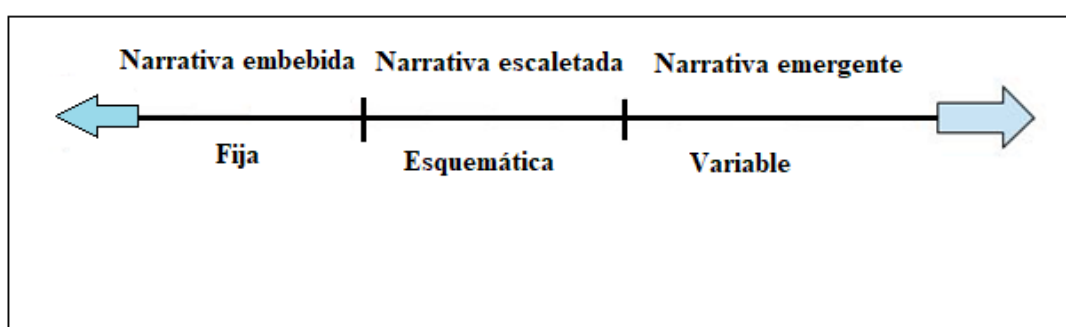 Narrativa embebida Narrativa escaletada Narrativa emergente
Fija Esquemática Variable